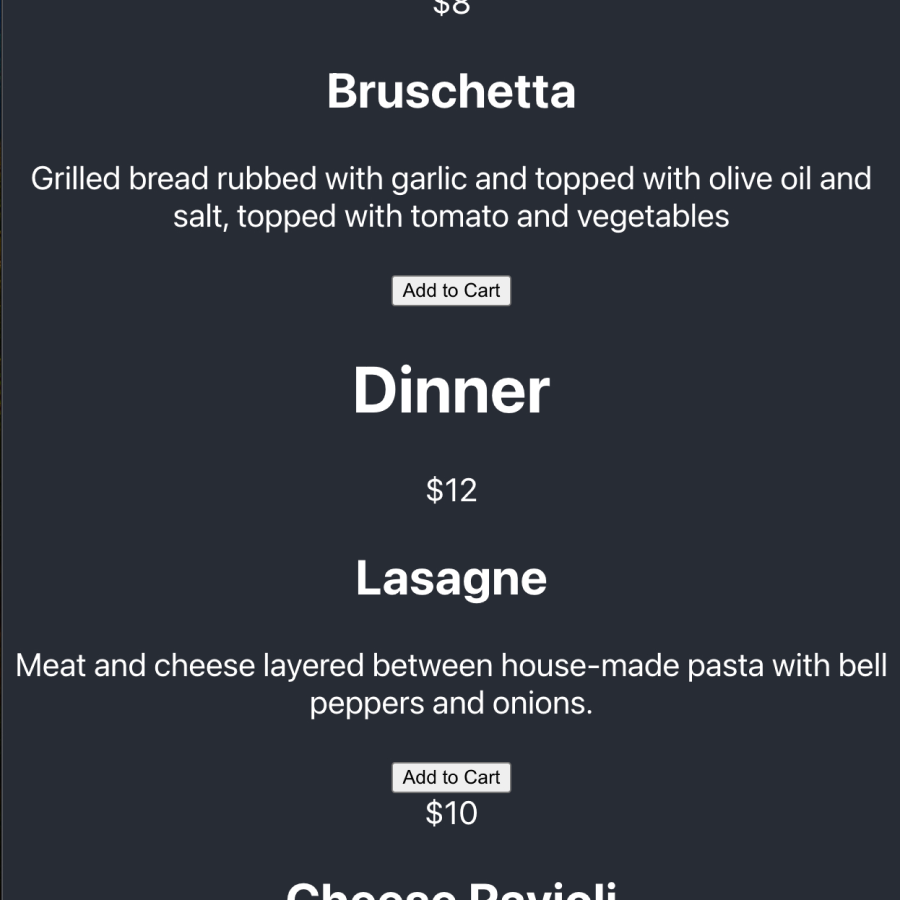 $8
Bruschetta
Grilled bread rubbed with garlic and topped with olive oil and
salt, topped with tomato and vegetables
Add to Cart
Dinner
$12
Lasagne
Meat and cheese layered between house-made pasta with bell
peppers and onions.
Add to Cart
$10
Cheese Ravioli